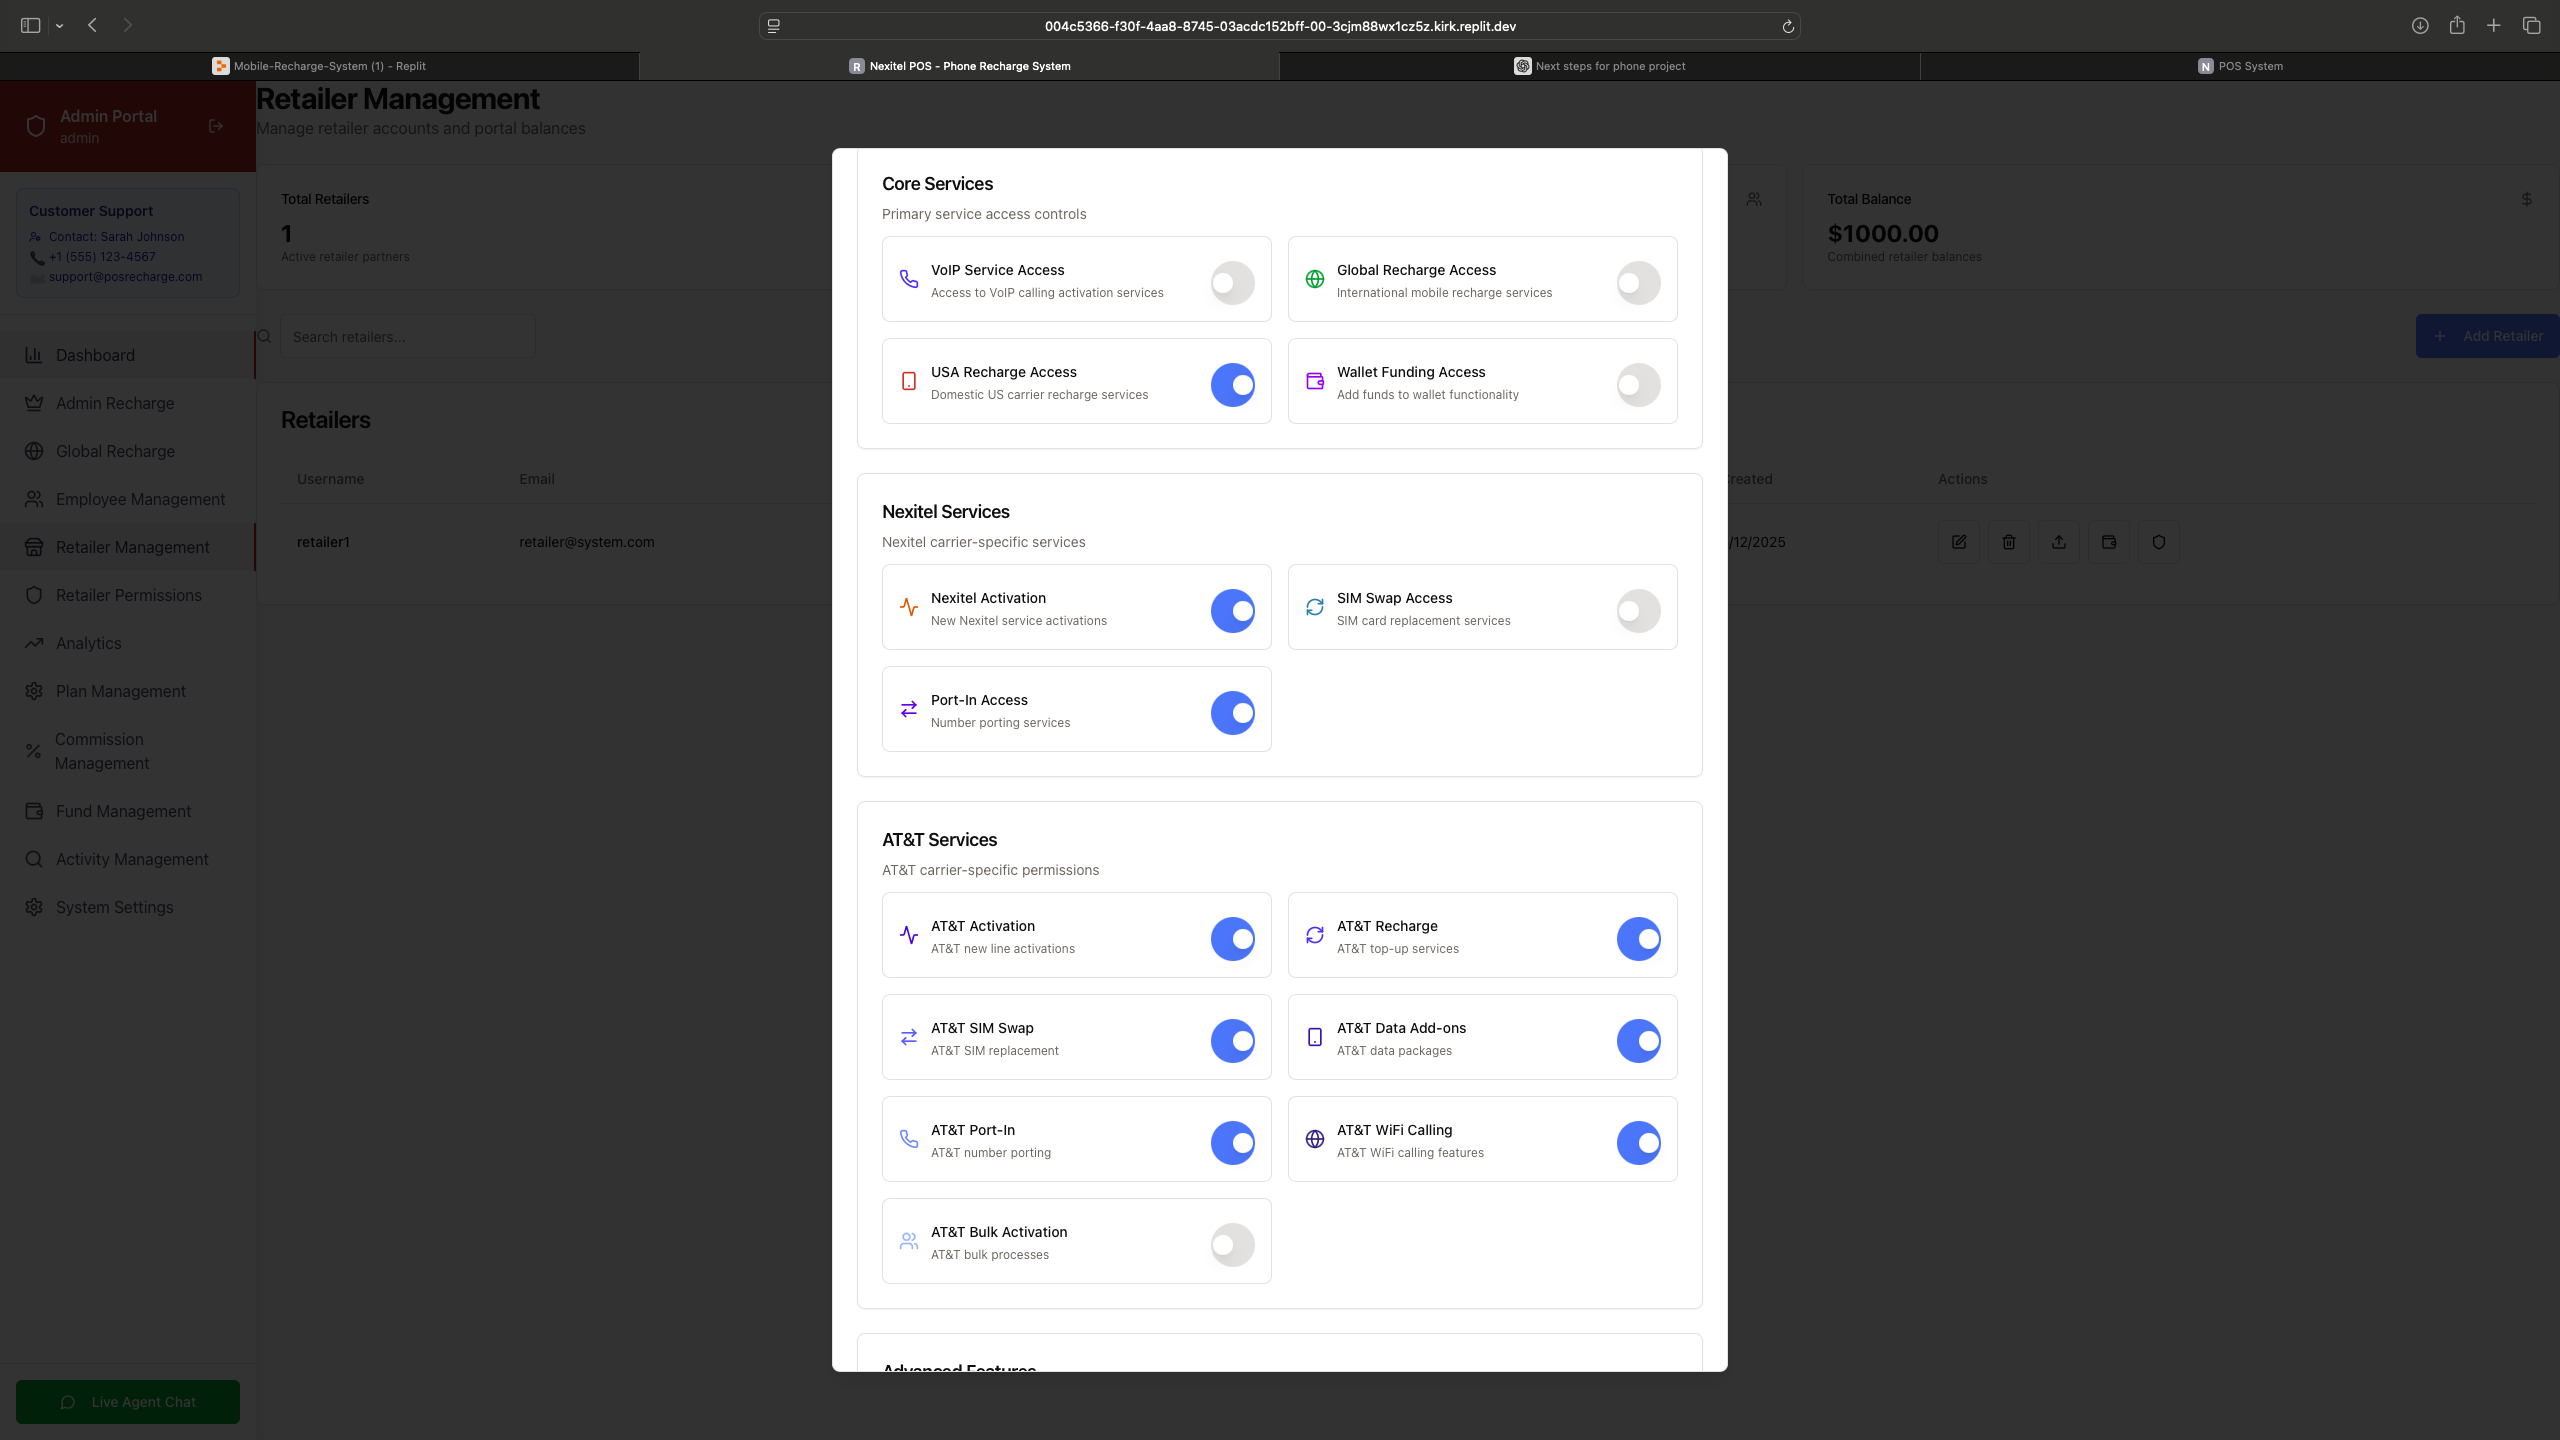 004c5366-f30f-4aa8-8745-03acdc152bff-00-3cjm88wx1cz5z.kirk.replit.dev
Mobile-Recharge-System (1) - Replit
R Nexitel POS - Phone Recharge System
Next steps for phone project
N POS System
Admin Portal
admin
Customer Support
Contact: Sarah Johnson
+1 (555) 123-4567
support@posrecharge.com
Dashboard
Admin Recharge
Global Recharge
Employee Management
Retailer Management
Retailer Permissions
Analytics
Plan Management
Commission
Management
Fund Management
Activity Management
System Settings
Live Agent Chat
Retailer Management
Manage retailer accounts and portal balances
Total Retailers
1
Active retailer partners
Total Balance
$1000.00
Combined retailer balances
Search retailers...
+ Add Retailer
Retailers
Username
Email
Created
Actions
retailer1
retailer@system.com
/12/2025
Core Services
Primary service access controls
VoIP Service Access
Access to VoIP calling activation services
Global Recharge Access
International mobile recharge services
USA Recharge Access
Domestic US carrier recharge services
Wallet Funding Access
Add funds to wallet functionality
Nexitel Services
Nexitel carrier-specific services
Nexitel Activation
New Nexitel service activations
SIM Swap Access
SIM card replacement services
Port-In Access
Number porting services
AT&T Services
AT&T carrier-specific permissions
AT&T Activation
AT&T new line activations
AT&T Recharge
AT&T top-up services
AT&T SIM Swap
AT&T SIM replacement
AT&T Data Add-ons
AT&T data packages
AT&T Port-In
AT&T number porting
AT&T WiFi Calling
AT&T WiFi calling features
AT&T Bulk Activation
AT&T bulk processes
Advanced Features